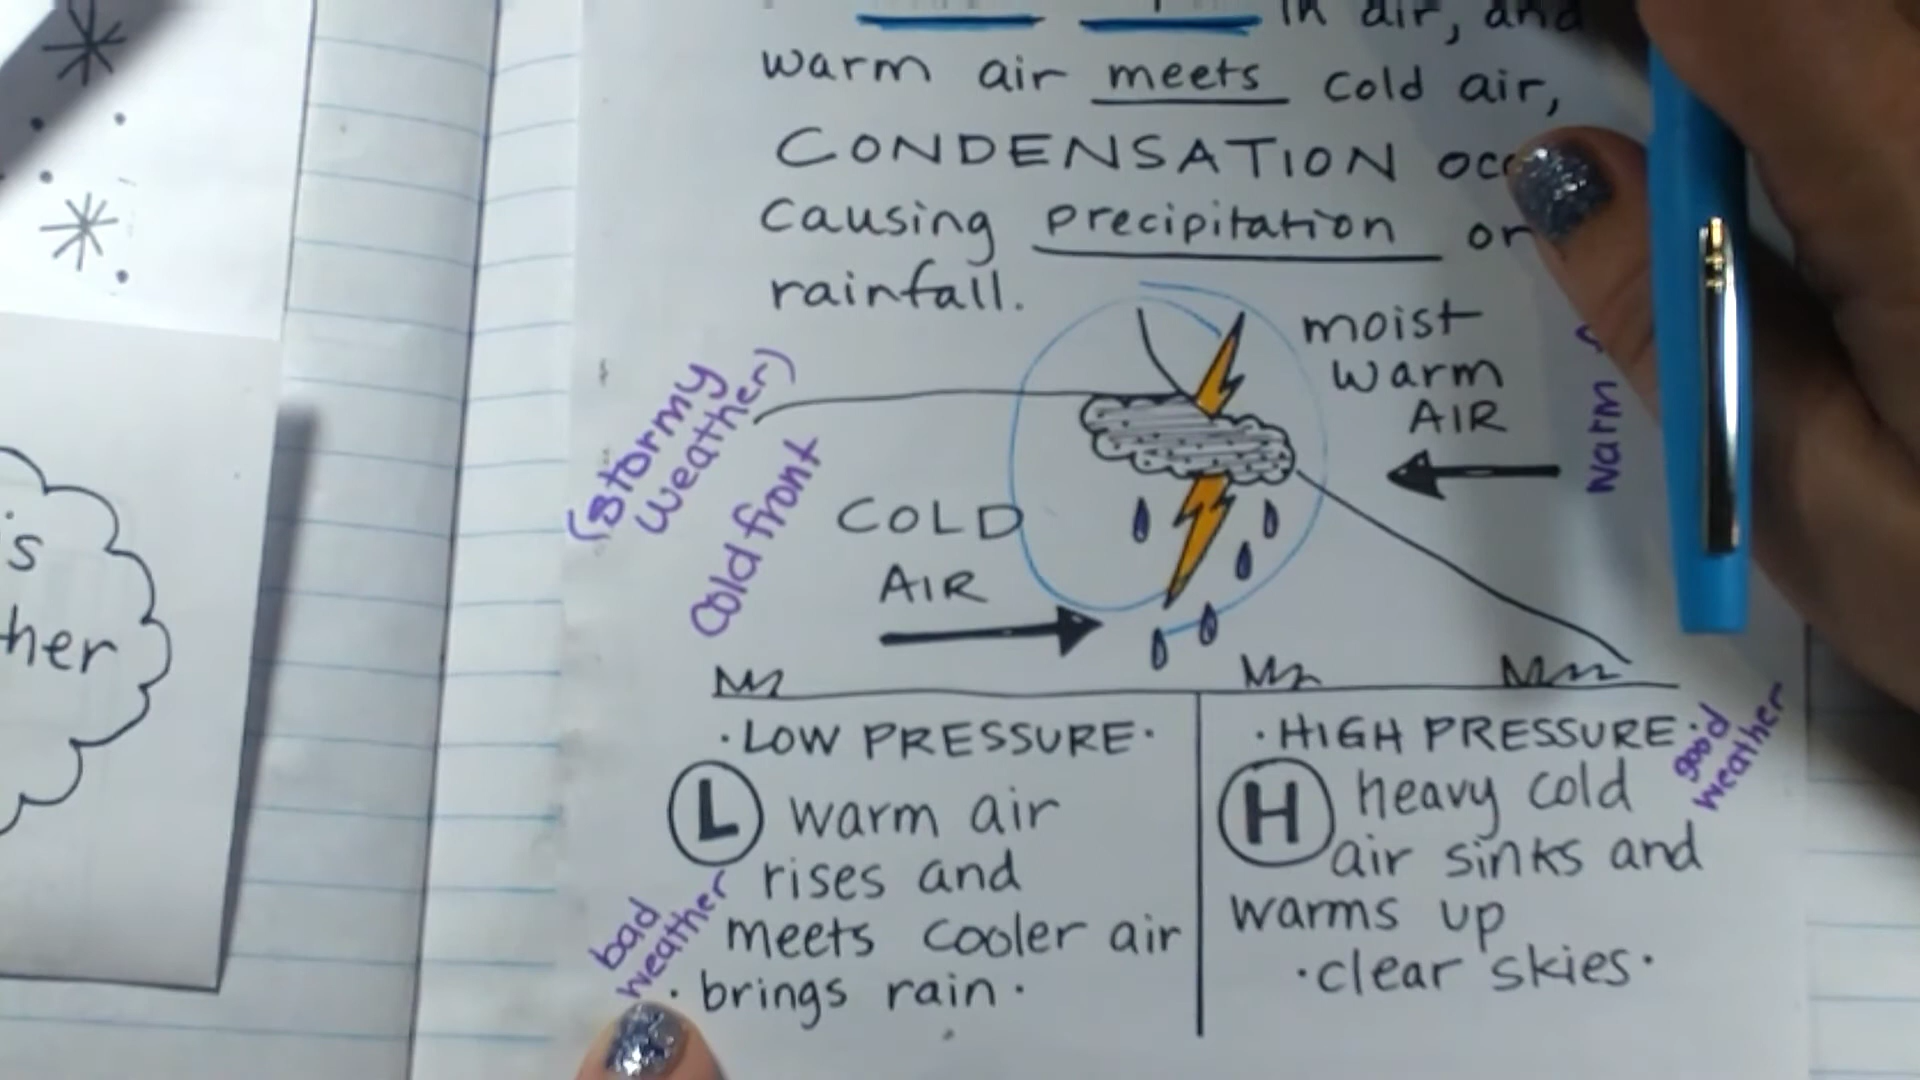 in air, and
warm air meets cold air,
CONDENSATION
causing precipitation or
rainfall.
(stormy
weather)
Cold front
COLD
AIR
moist
warm
AIR
Warm
·LOW PRESSURE·
L warm air
rises and
meets cooler air
·brings rain·
bad
weather
·HIGH PRESSURE·
H heavy cold
air sinks and
warms up
·clear skies·
good
weather
is